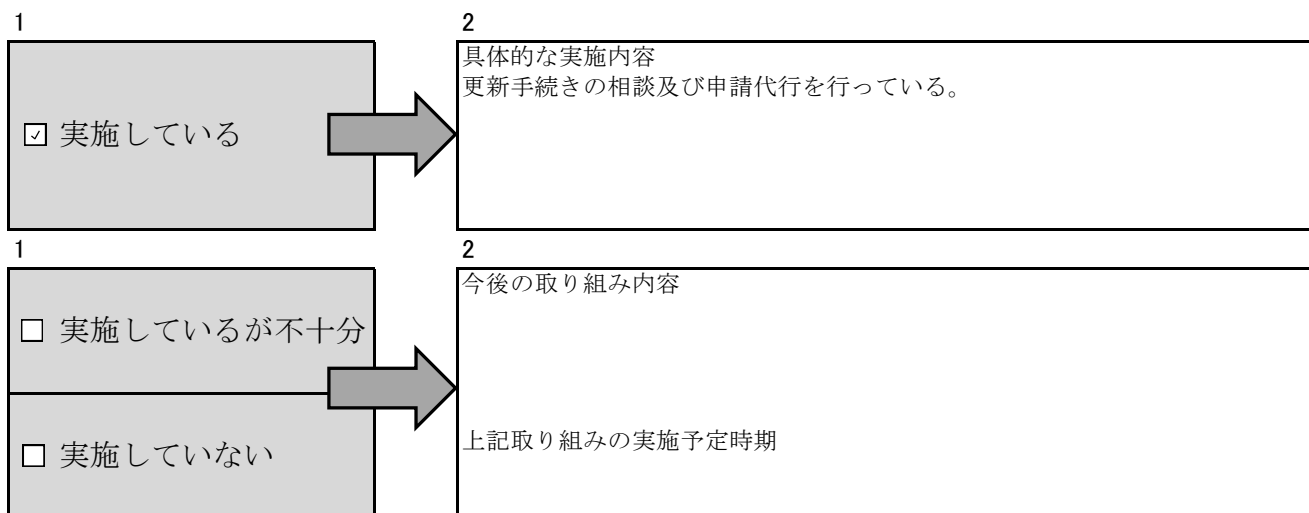 1
2
☑ 実施している
具体的な実施内容
更新手続きの相談及び申請代行を行っている。
1
2
☐ 実施しているが不十分
☐ 実施していない
今後の取り組み内容
上記取り組みの実施予定時期